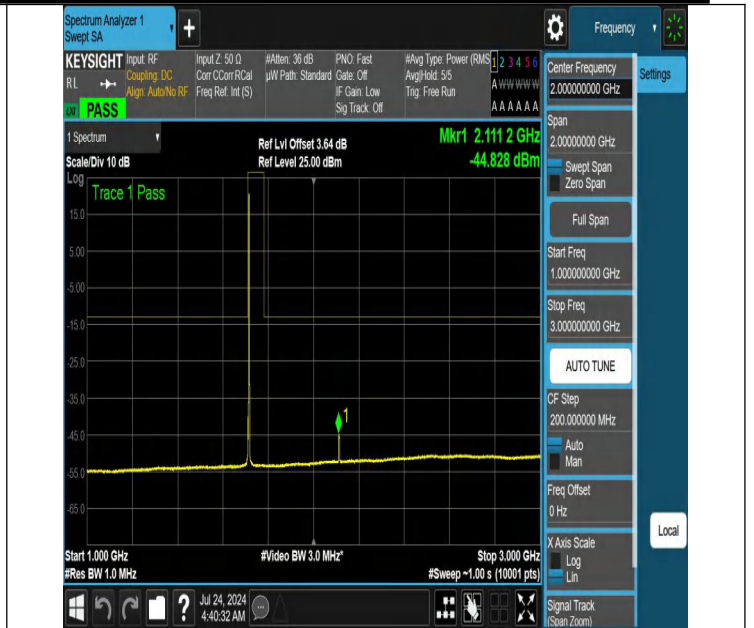 Spectrum Analyzer 1
Swept SA
Frequency
KEYSIGHT
Input: RF
Coupling: DC
Align: Auto/No RF
Input Z: 50 Ω
Corr CCorr RCal
Freq Ref: Int (S)
#Atten: 36 dB
µW Path: Standard
PNO: Fast
Gate: Off
IF Gain: Low
Sig Track: Off
#Avg Type: Power (RMS
Avg|Hold: 5/5
Trig: Free Run
1 2 3 4 5 6
A W W W W W
A A A A A A
RL
PASS
1 Spectrum
Scale/Div 10 dB
Ref Lvl Offset 3.64 dB
Ref Level 25.00 dBm
Mkr1 2.111 2 GHz
-44.828 dBm
Log
Trace 1 Pass
15.0
5.00
-5.00
-15.0
-25.0
-35.0
-45.0
-55.0
-65.0
1
Start 1.000 GHz
#Res BW 1.0 MHz
#Video BW 3.0 MHz*
Stop 3.000 GHz
#Sweep ~1.00 s (10001 pts)
Jul 24, 2024
4:40:32 AM
Center Frequency
2.000000000 GHz
Settings
Span
2.00000000 GHz
Swept Span
Zero Span
Full Span
Start Freq
1.000000000 GHz
Stop Freq
3.000000000 GHz
AUTO TUNE
CF Step
200.000000 MHz
Auto
Man
Freq Offset
0 Hz
X Axis Scale
Log
Lin
Local
Signal Track
(Span Zoom)